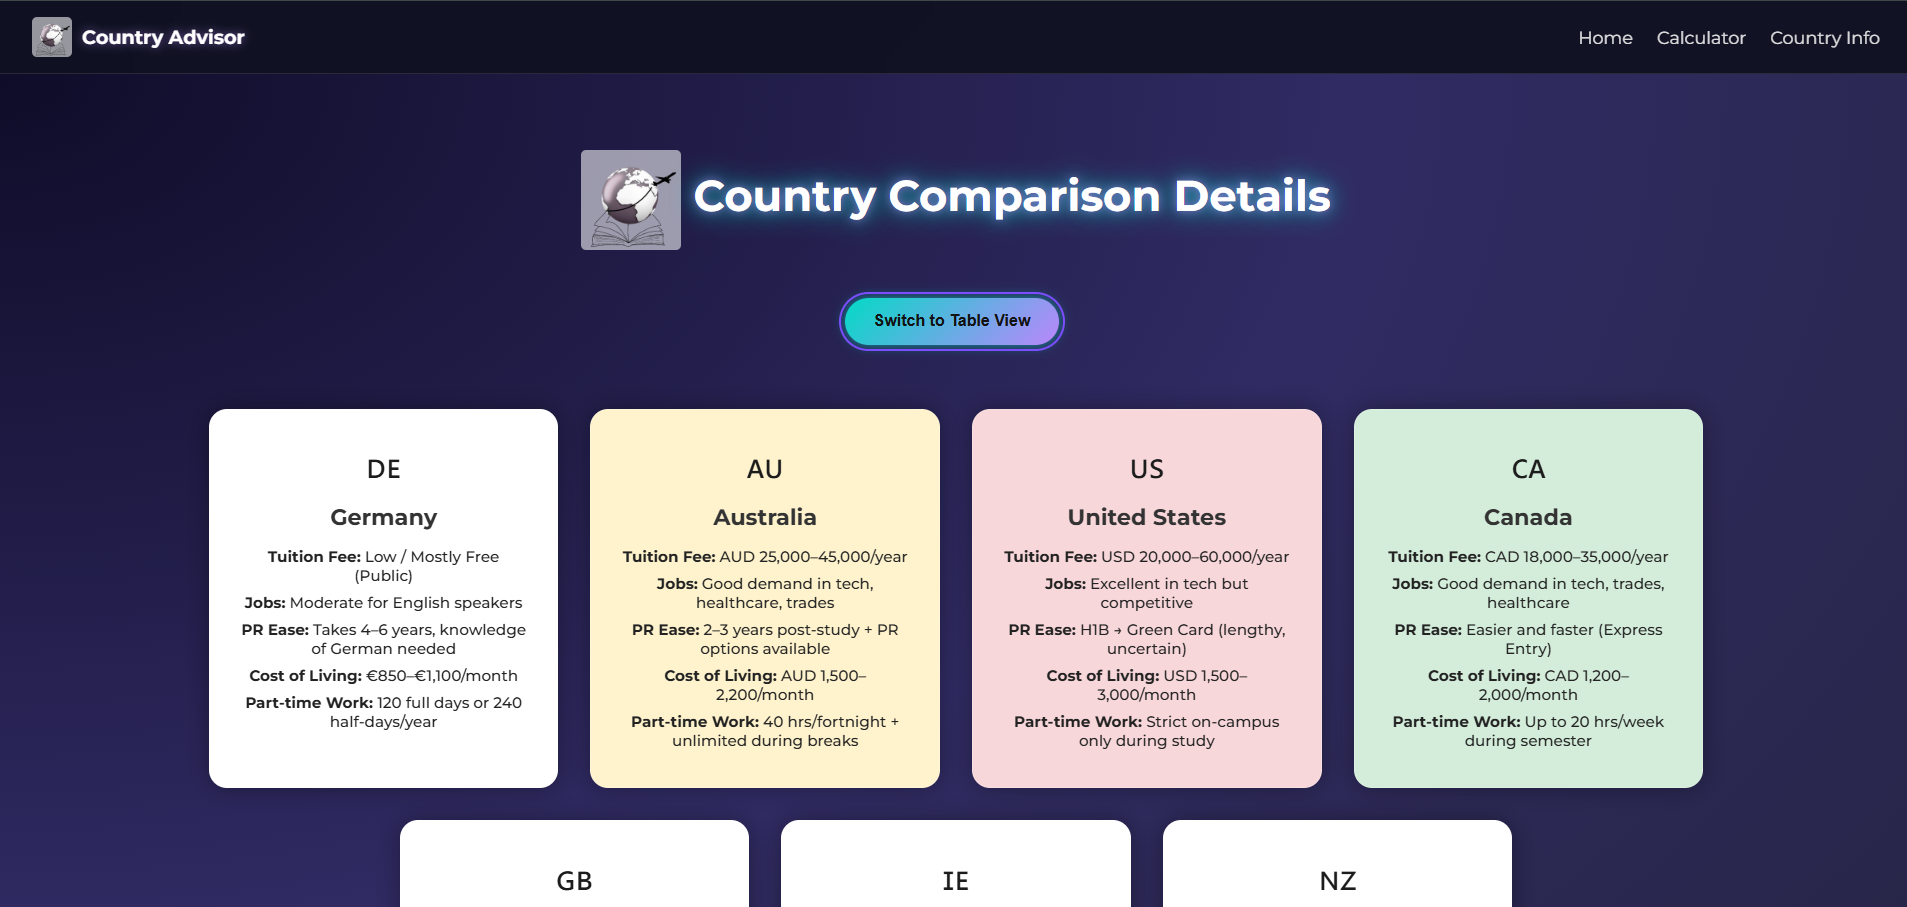 Country Advisor
Home
Calculator
Country Info
Country Comparison Details
Switch to Table View
DE
Germany
Tuition Fee: Low / Mostly Free
(Public)
Jobs: Moderate for English speakers
PR Ease: Takes 4–6 years, knowledge
of German needed
Cost of Living: €850–€1,100/month
Part-time Work: 120 full days or 240
half-days/year
AU
Australia
Tuition Fee: AUD 25,000–45,000/year
Jobs: Good demand in tech,
healthcare, trades
PR Ease: 2–3 years post-study + PR
options available
Cost of Living: AUD 1,500–
2,200/month
Part-time Work: 40 hrs/fortnight +
unlimited during breaks
US
United States
Tuition Fee: USD 20,000–60,000/year
Jobs: Excellent in tech but
competitive
PR Ease: H1B → Green Card (lengthy,
uncertain)
Cost of Living: USD 1,500–
3,000/month
Part-time Work: Strict on-campus
only during study
CA
Canada
Tuition Fee: CAD 18,000–35,000/year
Jobs: Good demand in tech, trades,
healthcare
PR Ease: Easier and faster (Express
Entry)
Cost of Living: CAD 1,200–
2,000/month
Part-time Work: Up to 20 hrs/week
during semester
GB
IE
NZ